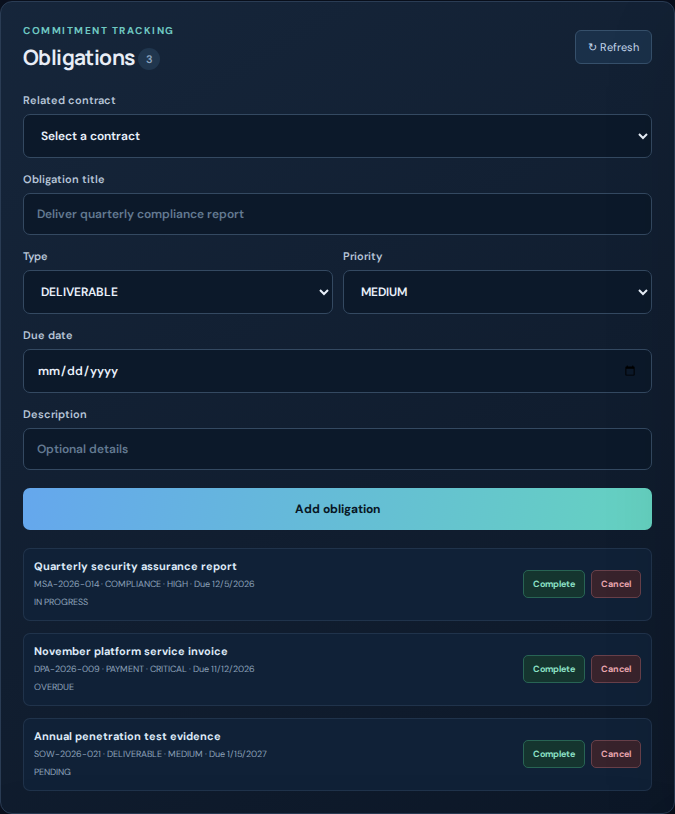 COMMITMENT TRACKING
Obligations 3
↻ Refresh
Related contract
Select a contract
Obligation title
Deliver quarterly compliance report
Type Priority
DELIVERABLE MEDIUM
Due date
mm/dd/yyyy
Description
Optional details
Add obligation
Quarterly security assurance report
MSA-2026-014 · COMPLIANCE · HIGH · Due 12/5/2026
IN PROGRESS
Complete Cancel
November platform service invoice
DPA-2026-009 · PAYMENT · CRITICAL · Due 11/12/2026
OVERDUE
Complete Cancel
Annual penetration test evidence
SOW-2026-021 · DELIVERABLE · MEDIUM · Due 1/15/2027
PENDING
Complete Cancel